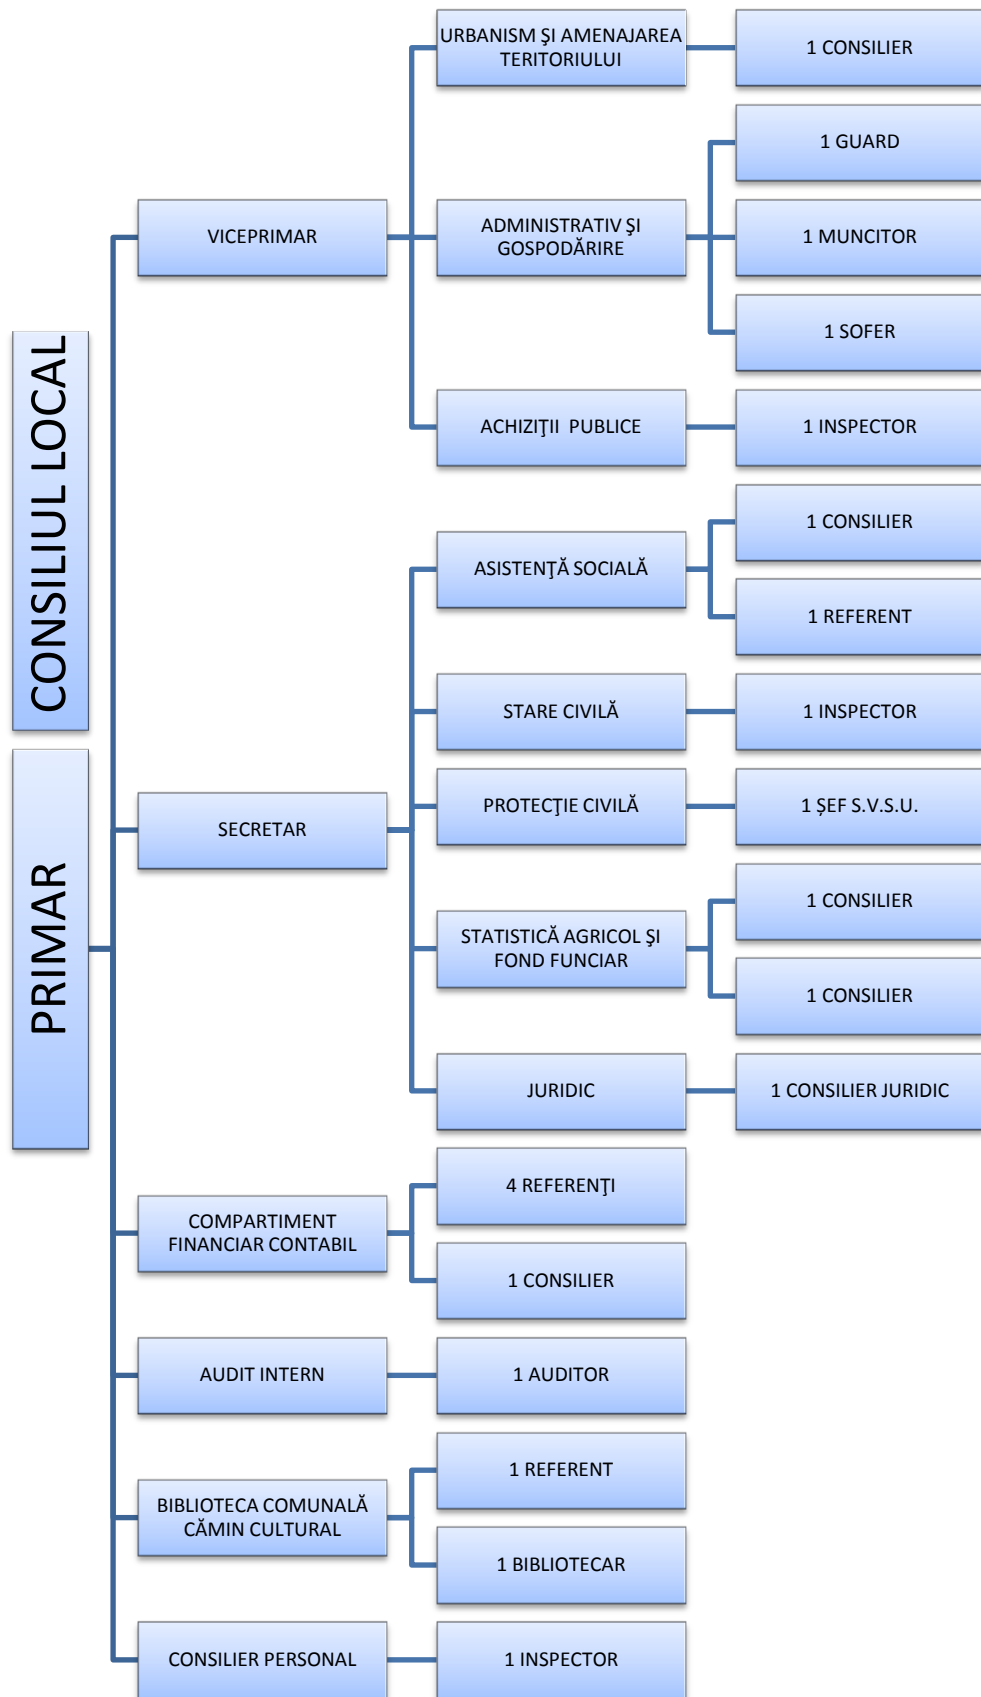 CONSILIUL LOCAL
PRIMAR
VICEPRIMAR
URBANISM ŞI AMENAJAREA
TERITORIULUI
1 CONSILIER
ADMINISTRATIV ŞI
GOSPODĂRIRE
1 GUARD
1 MUNCITOR
1 SOFER
ACHIZIŢII  PUBLICE
1 INSPECTOR
SECRETAR
ASISTENŢĂ SOCIALĂ
1 CONSILIER
1 REFERENT
STARE CIVILĂ
1 INSPECTOR
PROTECŢIE CIVILĂ
1 ȘEF S.V.S.U.
STATISTICĂ AGRICOL ŞI
FOND FUNCIAR
1 CONSILIER
1 CONSILIER
JURIDIC
1 CONSILIER JURIDIC
COMPARTIMENT
FINANCIAR CONTABIL
4 REFERENŢI
1 CONSILIER
AUDIT INTERN
1 AUDITOR
BIBLIOTECA COMUNALĂ
CĂMIN CULTURAL
1 REFERENT
1 BIBLIOTECAR
CONSILIER PERSONAL
1 INSPECTOR